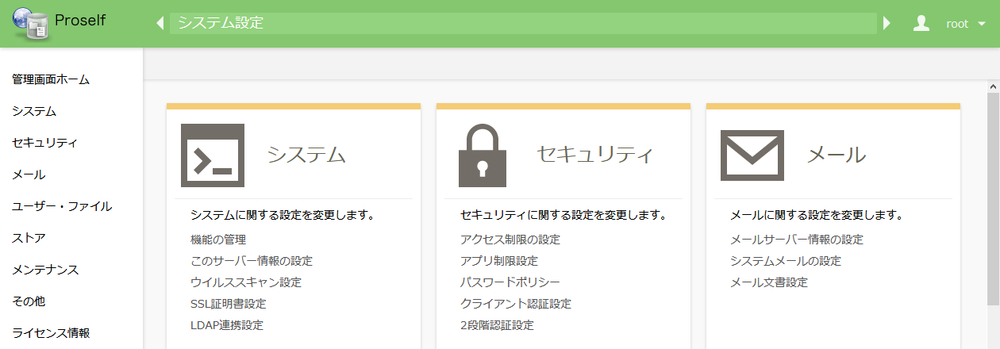 Proself
システム設定
root
管理画面ホーム
システム
セキュリティ
メール
ユーザー・ファイル
ストア
メンテナンス
その他
ライセンス情報
システム
システムに関する設定を変更します。
機能の管理
このサーバー情報の設定
ウイルススキャン設定
SSL証明書設定
LDAP連携設定
セキュリティ
セキュリティに関する設定を変更します。
アクセス制限の設定
アプリ制限設定
パスワードポリシー
クライアント認証設定
2段階認証設定
メール
メールに関する設定を変更します。
メールサーバー情報の設定
システムメールの設定
メール文書設定